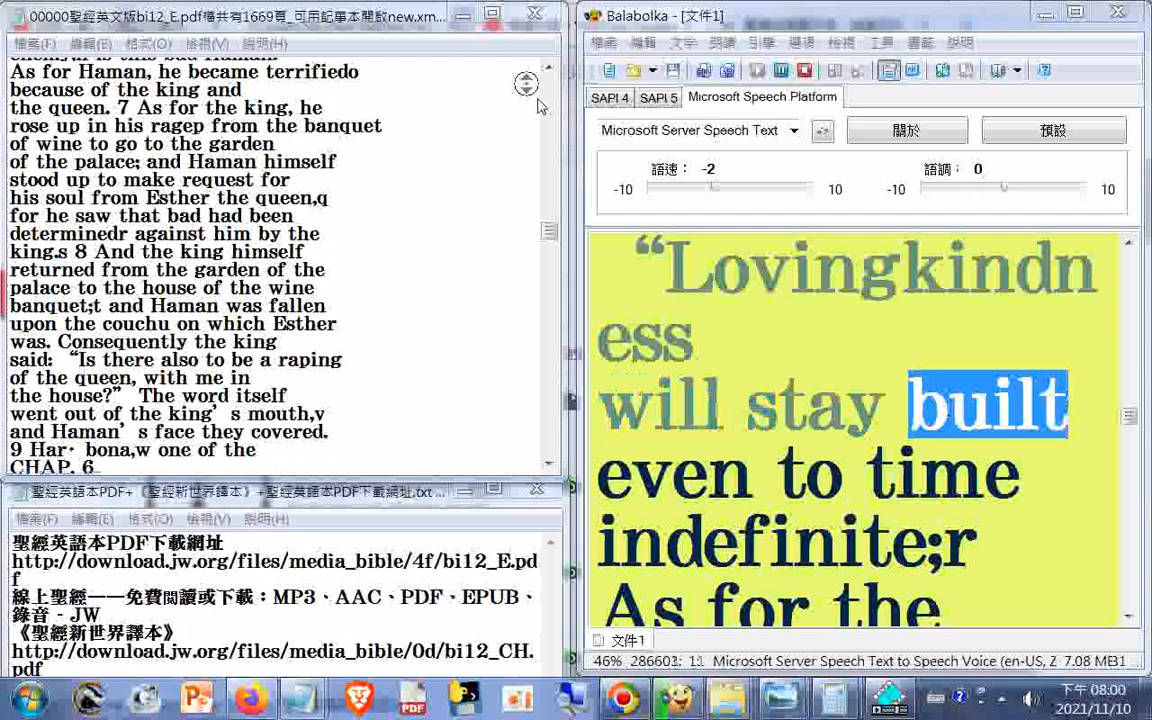 00000聖經英文版bi12_E.pdf檔共有1669頁_可用記事本開啟new.xm...
檔案(F) 編輯(E) 格式(O) 檢視(V) 說明(H)
As for Haman, he became terrifiedo
because of the king and
the queen. 7 As for the king, he
rose up in his ragep from the banquet
of wine to go to the garden
of the palace; and Haman himself
stood up to make request for
his soul from Esther the queen,q
for he saw that bad had been
determinedr against him by the
king.s 8 And the king himself
returned from the garden of the
palace to the house of the wine
banquet;t and Haman was fallen
upon the couchu on which Esther
was. Consequently the king
said: “Is there also to be a raping
of the queen, with me in
the house?” The word itself
went out of the king’s mouth,v
and Haman’s face they covered.
9 Har· bona,w one of the
CHAP. 6
聖經英語本PDF+《聖經新世界譯本》+聖經英語本PDF下載網址.txt ...
檔案(F) 編輯(E) 格式(O) 檢視(V) 說明(H)
聖經英語本PDF下載網址
http://download.jw.org/files/media_bible/4f/bi12_E.pd
f
線上聖經——免費閱讀或下載：MP3、AAC、PDF、EPUB、
錄音 - JW
《聖經新世界譯本》
http://download.jw.org/files/media_bible/0d/bi12_CH.
pdf
Balabolka - [文件1]
檔案 編輯 文字 朗讀 引擎 選項 檢視 工具 書籤 說明
SAPI 4 SAPI 5 Microsoft Speech Platform
Microsoft Server Speech Text 關於 預設
語速： -2 語調： 0
-10 10 -10 10
“Lovingkindn
ess
will stay built
even to time
indefinite;r
As for the
文件1
46% 286601: 11 Microsoft Server Speech Text to Speech Voice (en-US, Z 7.08 MB1
下午 08:00
2021/11/10